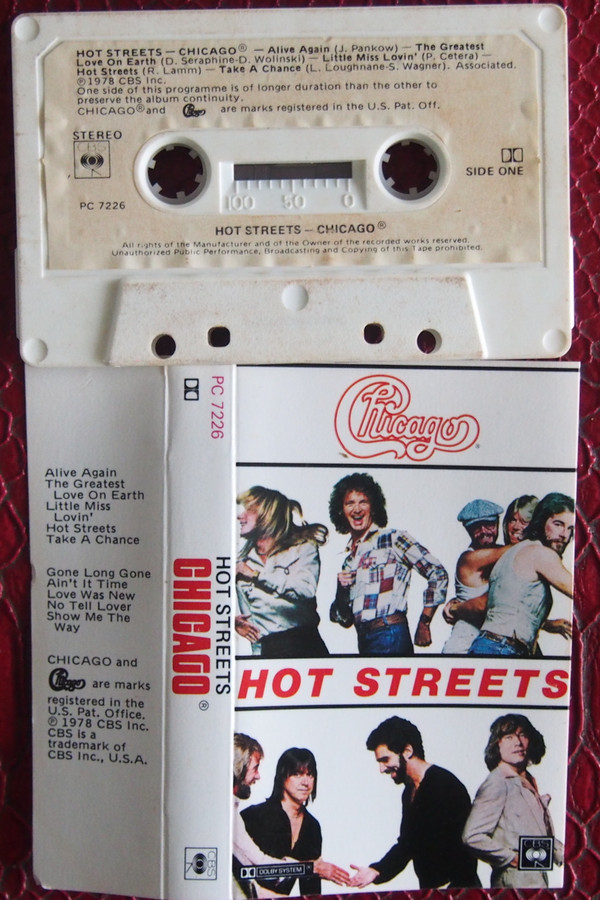 HOT STREETS — CHICAGO® — Alive Again (J. Pankow) — The Greatest
Love On Earth (D. Seraphine-D. Wolinski) — Little Miss Lovin' (P. Cetera) —
Hot Streets (R. Lamm) — Take A Chance (L. Loughnane-S. Wagner). Associated.
℗1978 CBS Inc.
One side of this programme is of longer duration than the other to
preserve the album continuity.
CHICAGO® and Chicago are marks registered in the U.S. Pat. Off.
STEREO
CBS
SIDE ONE
PC 7226
100 50 0
HOT STREETS — CHICAGO®
All rights of the Manufacturer and of the Owner of the recorded works reserved.
Unauthorized Public Performance, Broadcasting and Copying of this Tape prohibited.
Alive Again
The Greatest
Love On Earth
Little Miss
Lovin'
Hot Streets
Take A Chance
Gone Long Gone
Ain't It Time
Love Was New
No Tell Lover
Show Me The
Way
CHICAGO and
Chicago are marks
registered in the
U.S. Pat. Office.
℗ 1978 CBS Inc.
CBS is a
trademark of
CBS Inc., U.S.A.
PC 7226
HOT STREETS
CHICAGO®
CBS
Chicago®
HOT STREETS
DOLBY SYSTEM
CBS